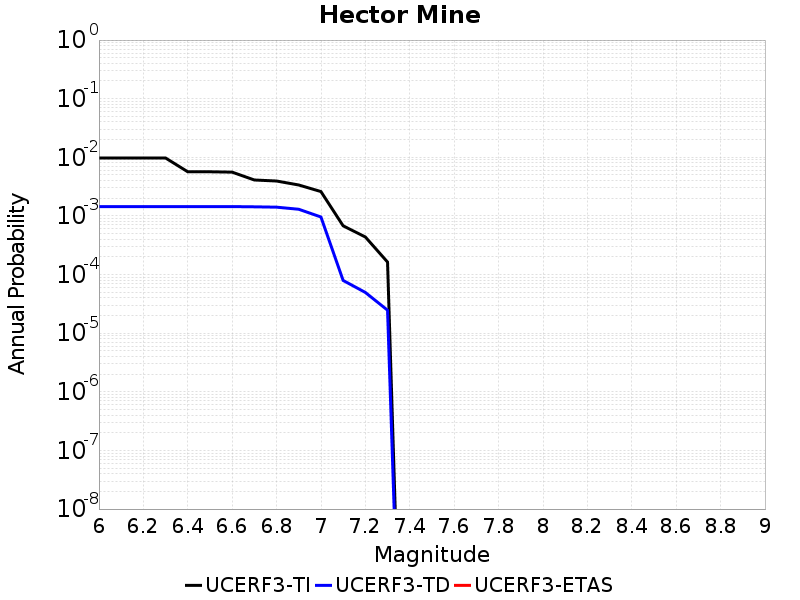 Hector Mine
10^0
10^-1
10^-2
10^-3
10^-4
10^-5
10^-6
10^-7
10^-8
Annual Probability
6 6.2 6.4 6.6 6.8 7 7.2 7.4 7.6 7.8 8 8.2 8.4 8.6 8.8 9
Magnitude
UCERF3-TI UCERF3-TD UCERF3-ETAS